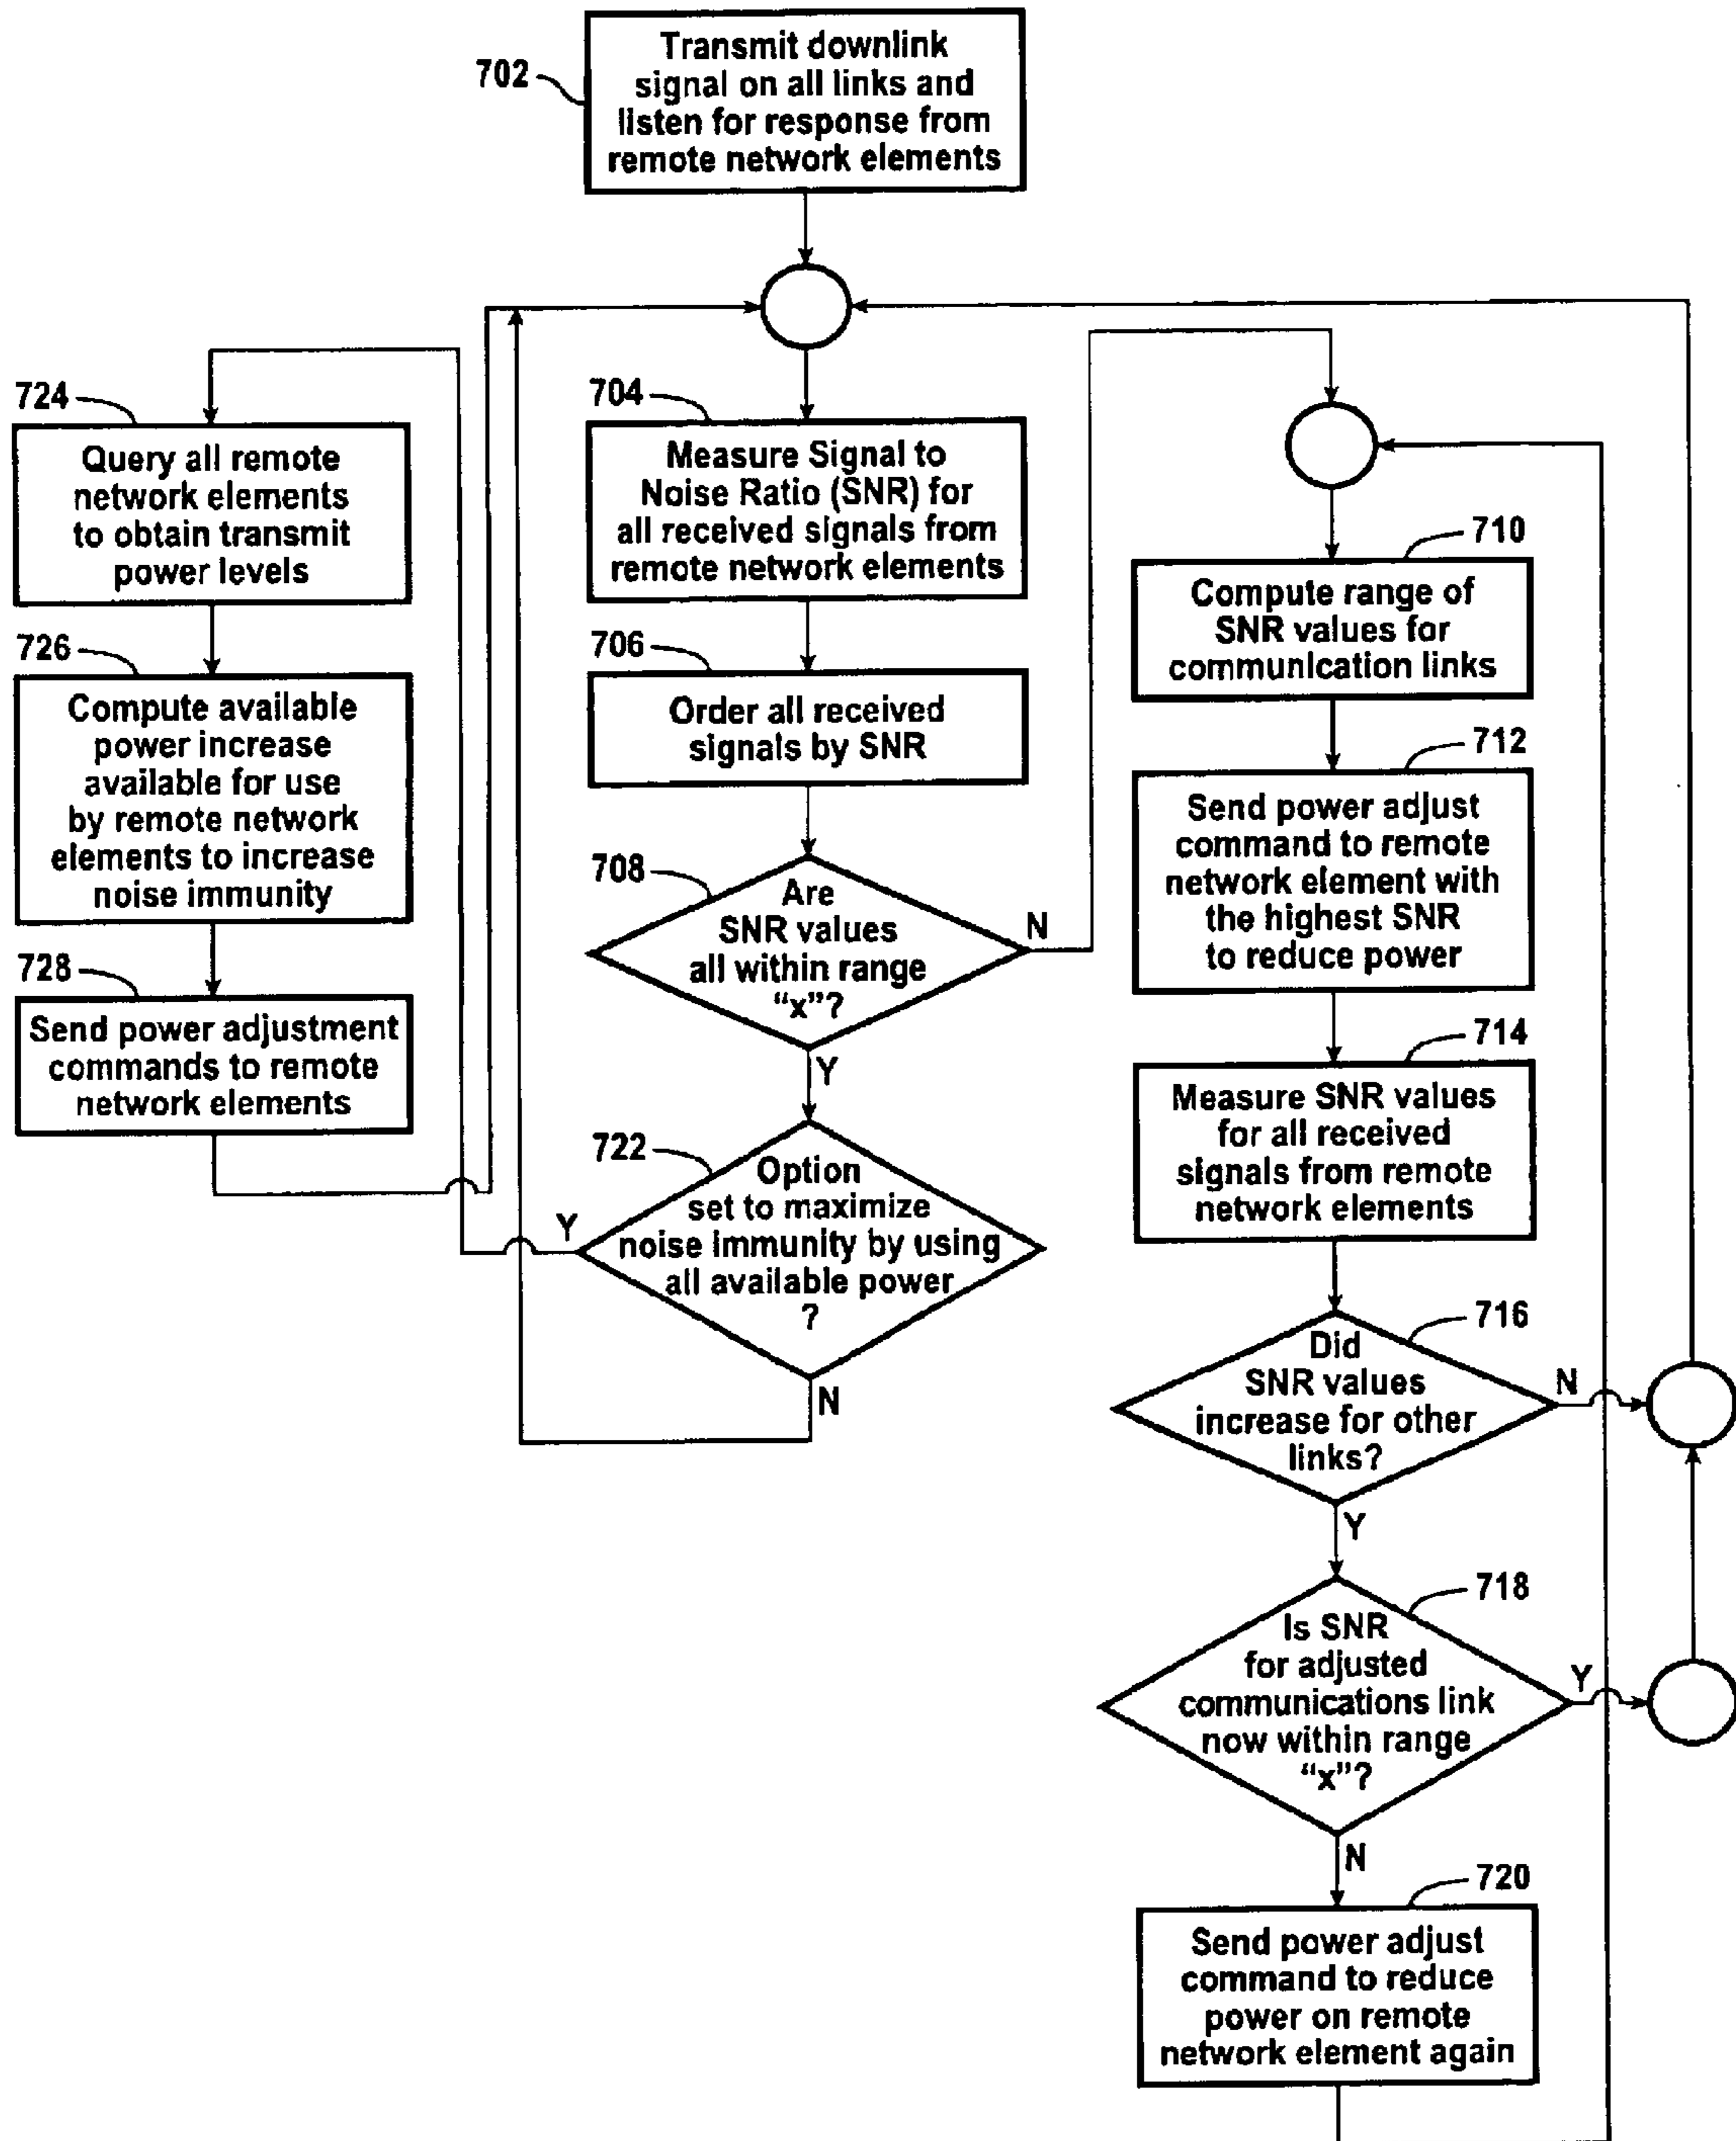 702
Transmit downlink
signal on all links and
listen for response from
remote network elements
724
Query all remote
network elements
to obtain transmit
power levels
726
Compute available
power increase
available for use
by remote network
elements to increase
noise immunity
728
Send power adjustment
commands to remote
network elements
704
Measure Signal to
Noise Ratio (SNR) for
all received signals from
remote network elements
706
Order all received
signals by SNR
708
Are
SNR values
all within range
“x”?
N
Y
722
Option
set to maximize
noise immunity by using
all available power
?
Y
N
710
Compute range of
SNR values for
communication links
712
Send power adjust
command to remote
network element with
the highest SNR
to reduce power
714
Measure SNR values
for all received
signals from remote
network elements
716
Did
SNR values
increase for other
links?
N
Y
718
Is SNR
for adjusted
communications link
now within range
“x”?
Y
N
720
Send power adjust
command to reduce
power on remote
network element again